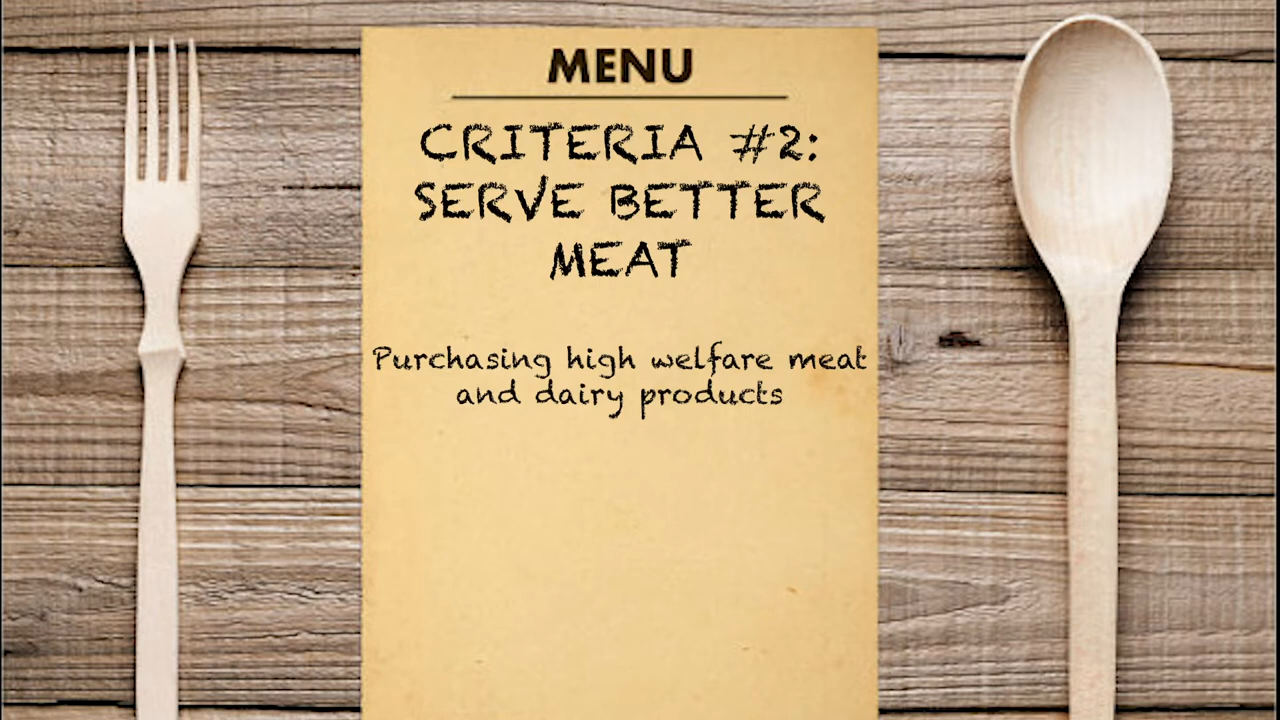 MENU
CRITERIA #2:
SERVE BETTER
MEAT
Purchasing high welfare meat
and dairy products